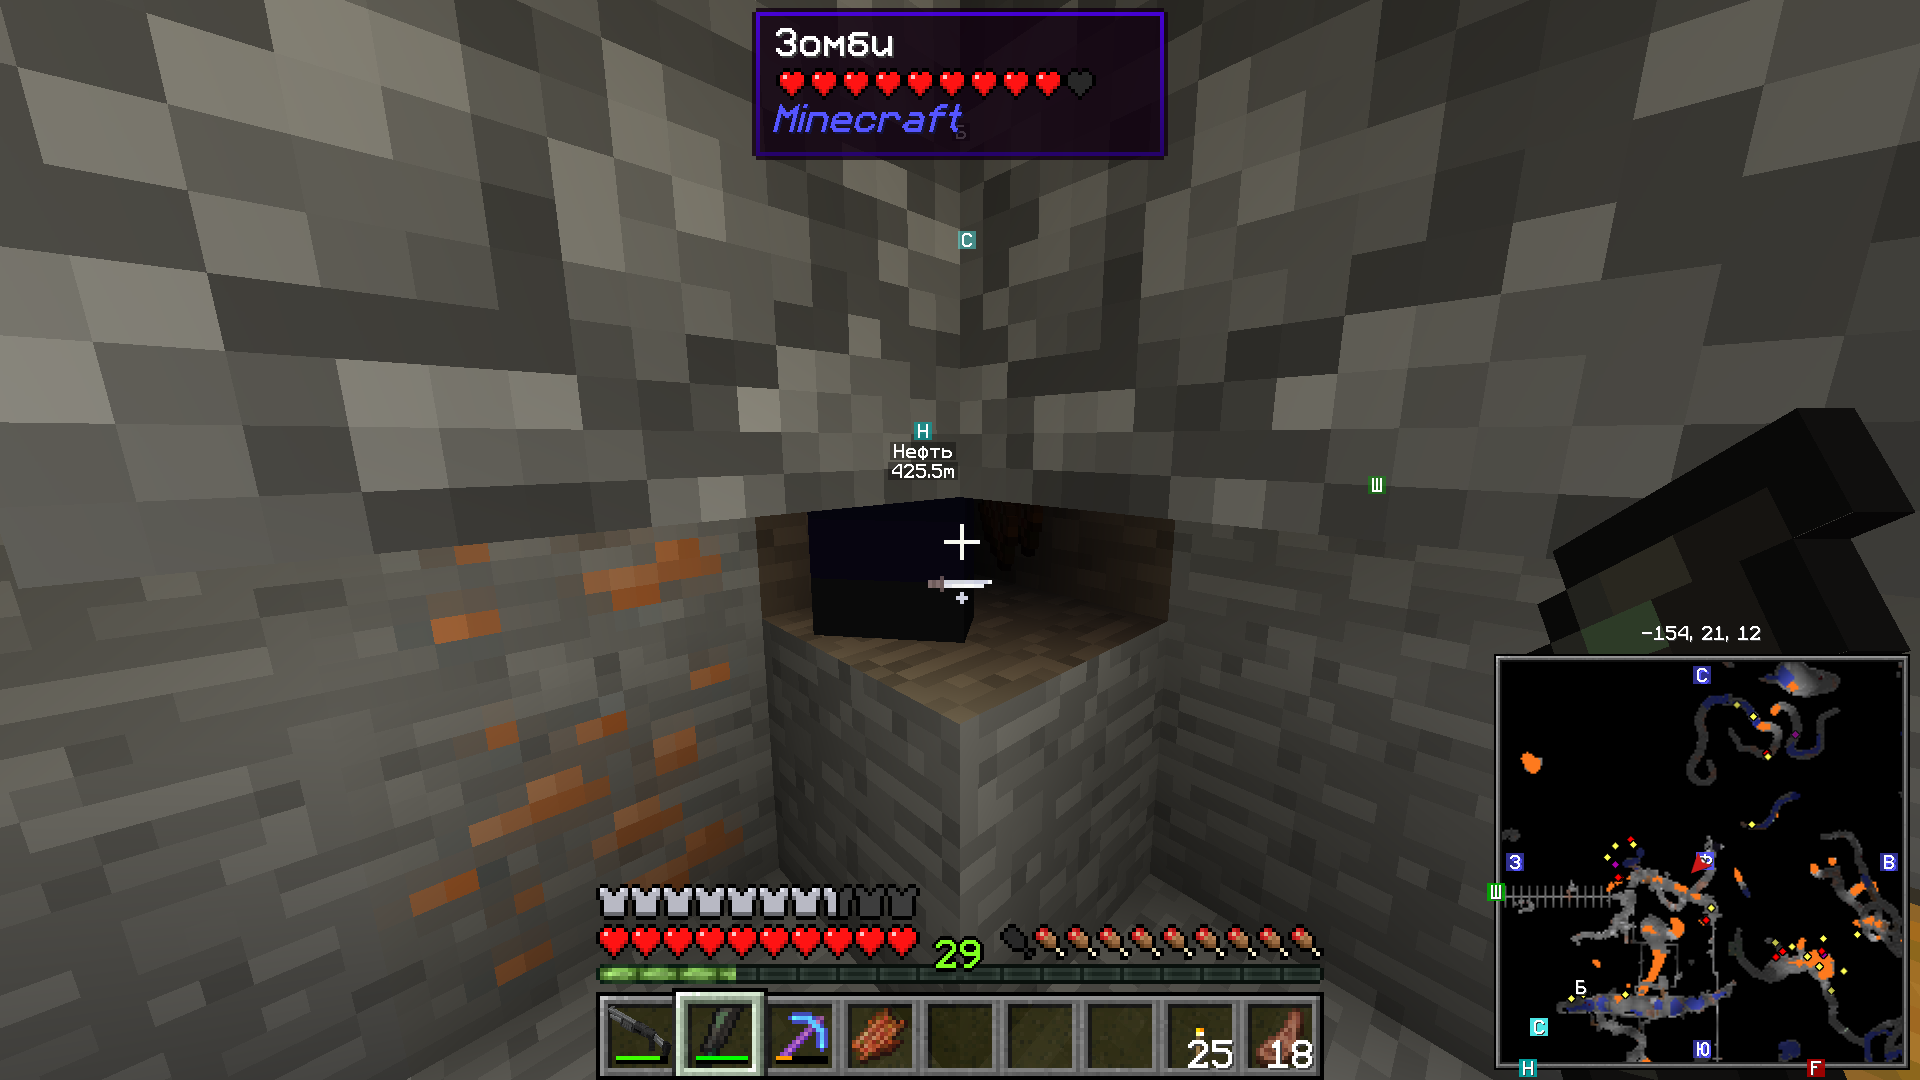 Зомби
Minecraft
Б
С
Н
Нефть
425.5m
Ш
-154, 21, 12
С
З
В
Ш
Б
С
Ю
Н
F
29
25
18